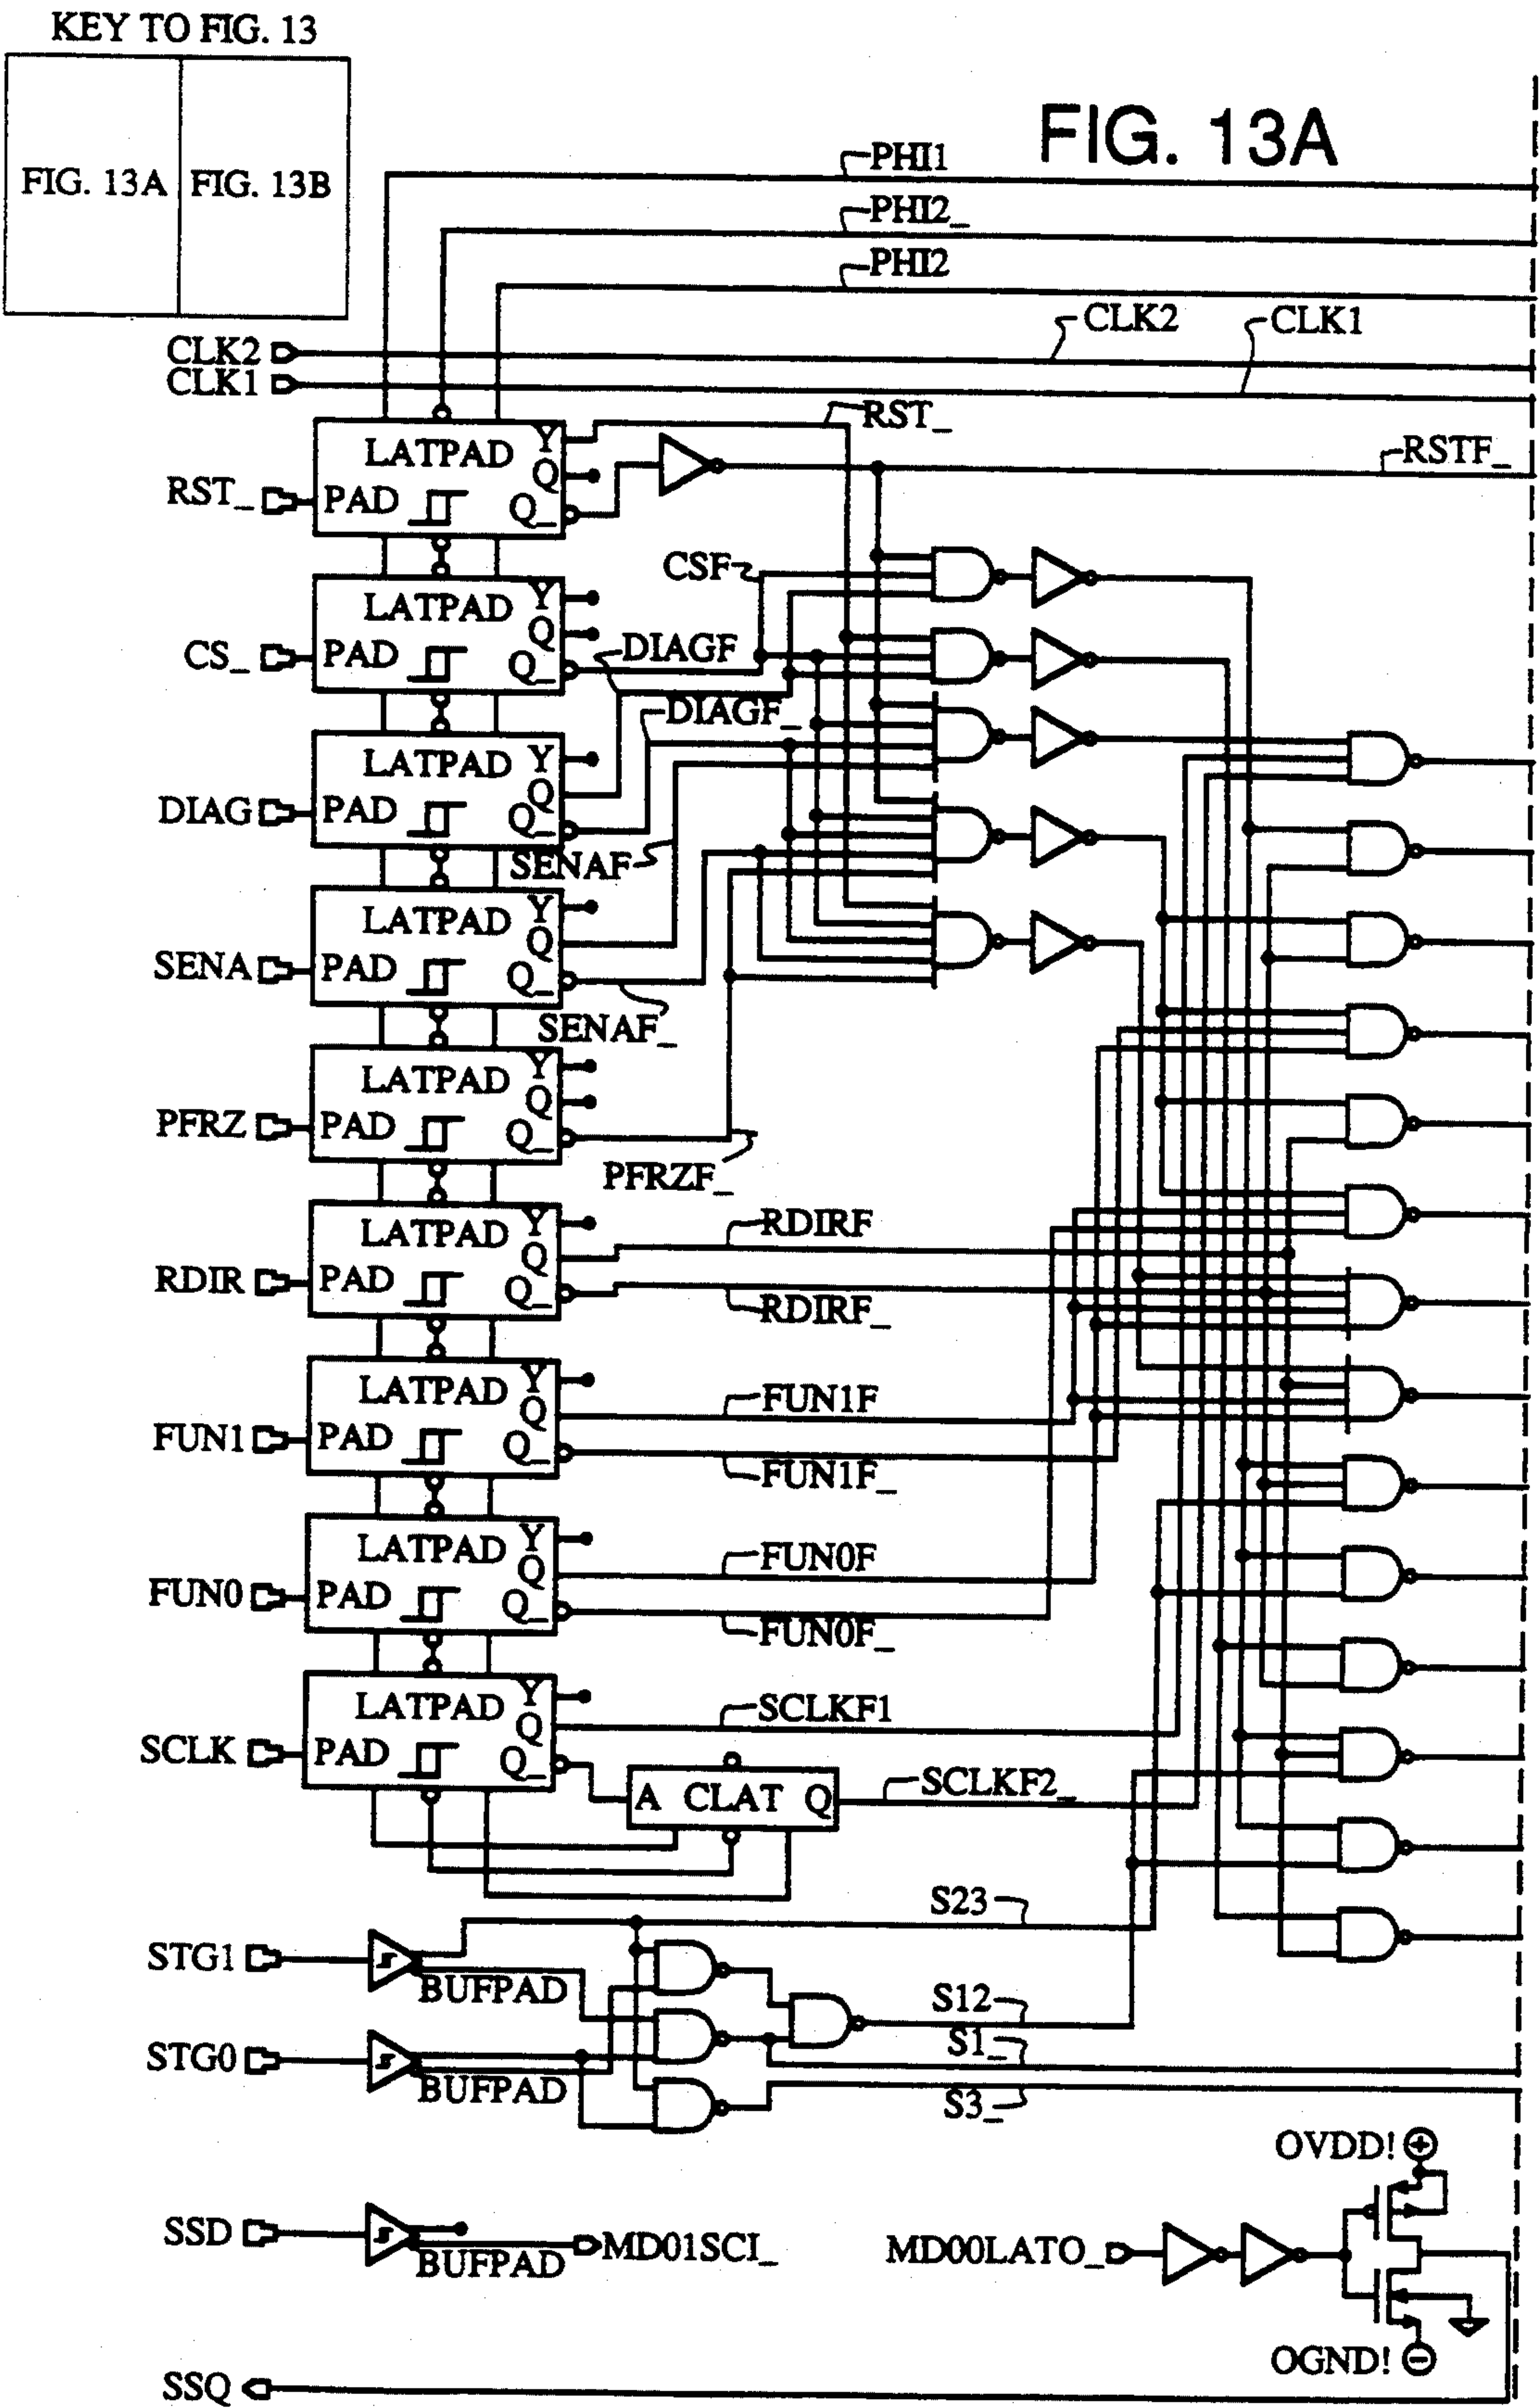 KEY TO FIG. 13
FIG. 13A
FIG. 13B
FIG. 13A
PHI1
PHI2_
PHI2
CLK2
CLK1
CLK2
CLK1
RST_
RSTF_
LATPAD
Y
Q
Q_
RST_
PAD
CSF
LATPAD
Y
Q
Q_
CS_
PAD
DIAGF
DIAGF_
LATPAD
Y
Q
Q_
DIAG
PAD
SENAF
LATPAD
Y
Q
Q_
SENA
PAD
SENAF_
LATPAD
Y
Q
Q_
PFRZ
PAD
PFRZF_
LATPAD
Y
Q
Q_
RDIR
PAD
RDIRF
RDIRF_
LATPAD
Y
Q
Q_
FUN1
PAD
FUN1F
FUN1F_
LATPAD
Y
Q
Q_
FUN0
PAD
FUN0F
FUN0F_
LATPAD
Y
Q
Q_
SCLK
PAD
SCLKF1
A CLAT Q
SCLKF2_
S23
STG1
BUFPAD
S12
S1_
STG0
BUFPAD
S3_
OVDD!
SSD
BUFPAD
MD01SCI_
MD00LATO_
OGND!
SSQ